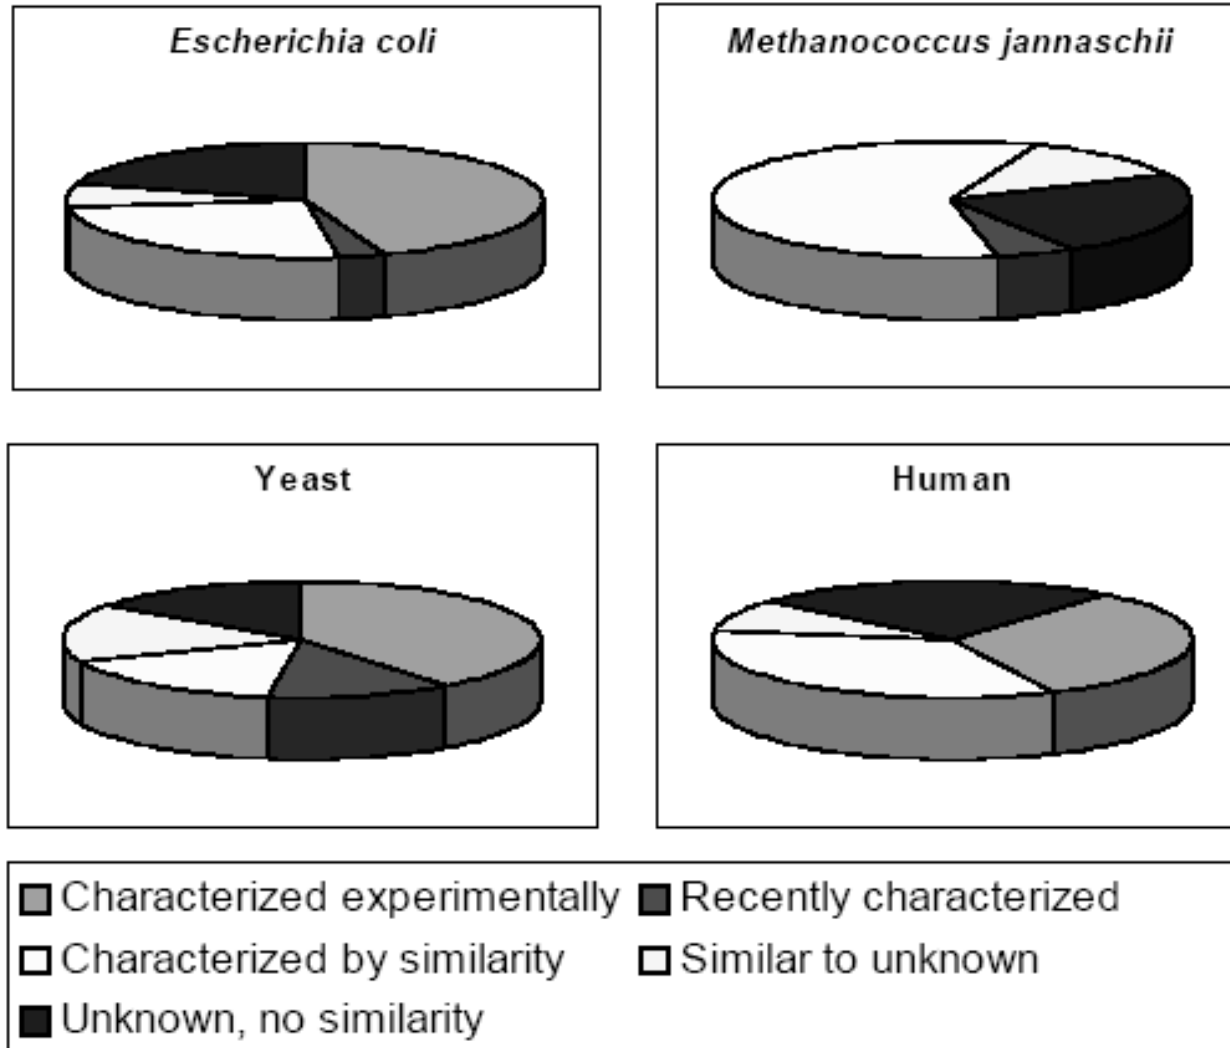 Escherichia coli
Methanococcus jannaschii
Yeast
Human
Characterized experimentally
Recently characterized
Characterized by similarity
Similar to unknown
Unknown, no similarity